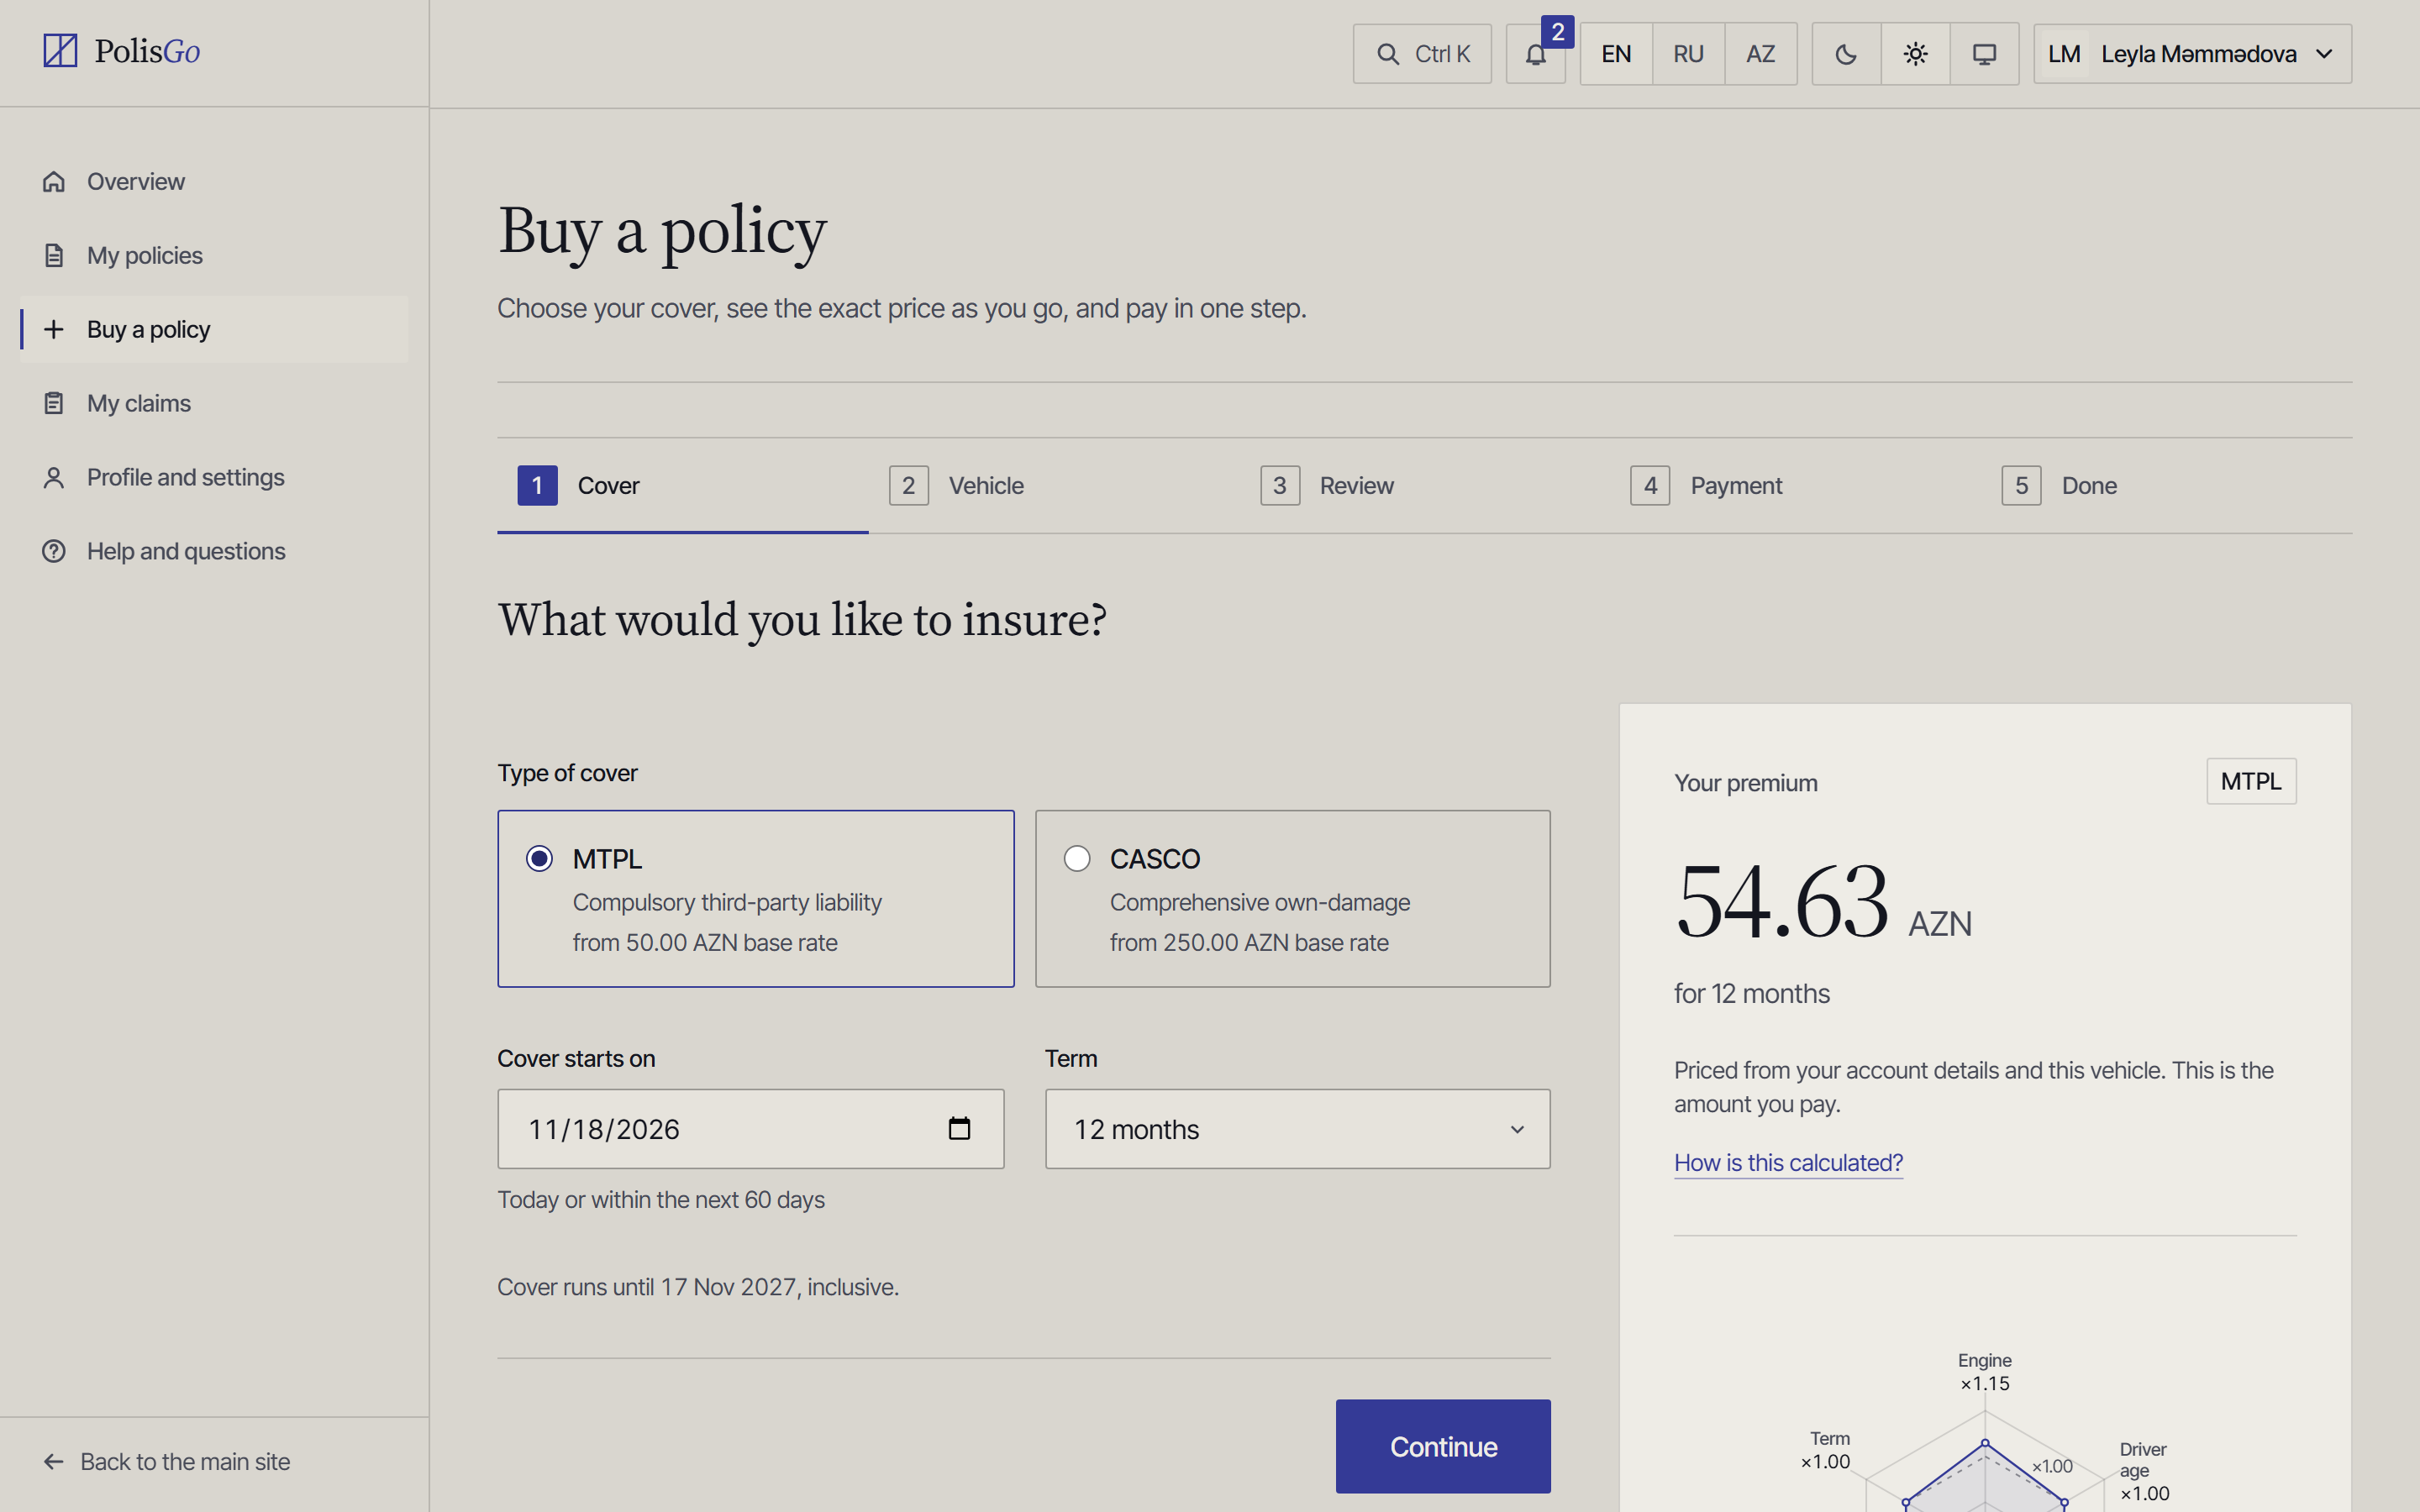 PolisGo
Ctrl K
2
EN
RU
AZ
LM Leyla Məmmədova
Overview
My policies
Buy a policy
My claims
Profile and settings
Help and questions
Back to the main site
Buy a policy
Choose your cover, see the exact price as you go, and pay in one step.
1 Cover
2 Vehicle
3 Review
4 Payment
5 Done
What would you like to insure?
Type of cover
MTPL
Compulsory third-party liability
from 50.00 AZN base rate
CASCO
Comprehensive own-damage
from 250.00 AZN base rate
Cover starts on
11/18/2026
Today or within the next 60 days
Term
12 months
Cover runs until 17 Nov 2027, inclusive.
Continue
Your premium
MTPL
54.63 AZN
for 12 months
Priced from your account details and this vehicle. This is the
amount you pay.
How is this calculated?
Engine
×1.15
Term
×1.00
×1.00
Driver
age
×1.00